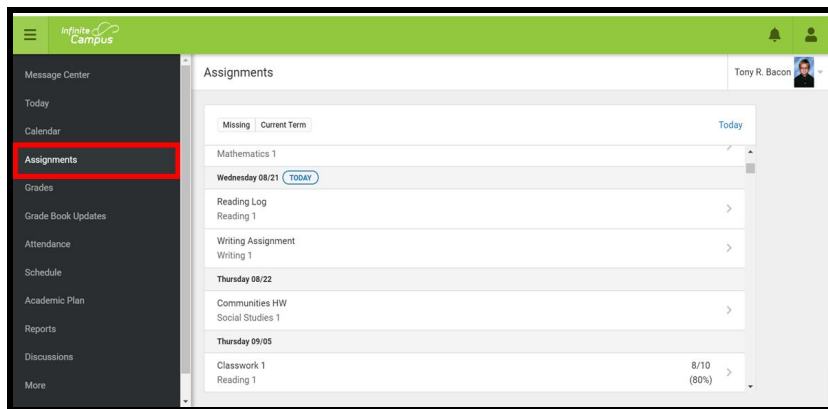 Infinite
Campus
Message Center
Today
Calendar
Assignments
Grades
Grade Book Updates
Attendance
Schedule
Academic Plan
Reports
Discussions
More
Assignments
Tony R. Bacon
Missing Current Term
Today
Mathematics 1
Wednesday 08/21 TODAY
Reading Log
Reading 1
Writing Assignment
Writing 1
Thursday 08/22
Communities HW
Social Studies 1
Thursday 09/05
Classwork 1 8/10
Reading 1 (80%)